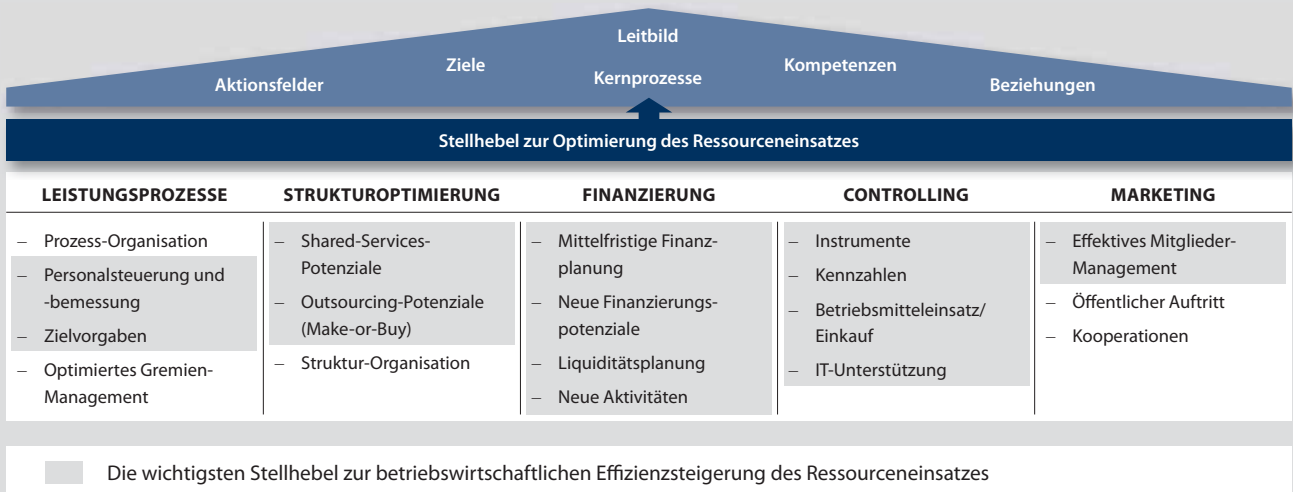 Leitbild
Ziele
Kompetenzen
Aktionsfelder
Kernprozesse
Beziehungen
Stellhebel zur Optimierung des Ressourceneinsatzes
LEISTUNGSPROZESSE
– Prozess-Organisation
– Personalsteuerung und
-bemessung
– Zielvorgaben
– Optimiertes Gremien-
Management
STRUKTUROPTIMIERUNG
– Shared-Services-
Potenziale
– Outsourcing-Potenziale
(Make-or-Buy)
– Struktur-Organisation
FINANZIERUNG
– Mittelfristige Finanz-
planung
– Neue Finanzierungs-
potenziale
– Liquiditätsplanung
– Neue Aktivitäten
CONTROLLING
– Instrumente
– Kennzahlen
– Betriebsmitteleinsatz/
Einkauf
– IT-Unterstützung
MARKETING
– Effektives Mitglieder-
Management
– Öffentlicher Auftritt
– Kooperationen
Die wichtigsten Stellhebel zur betriebswirtschaftlichen Effizienzsteigerung des Ressourceneinsatzes